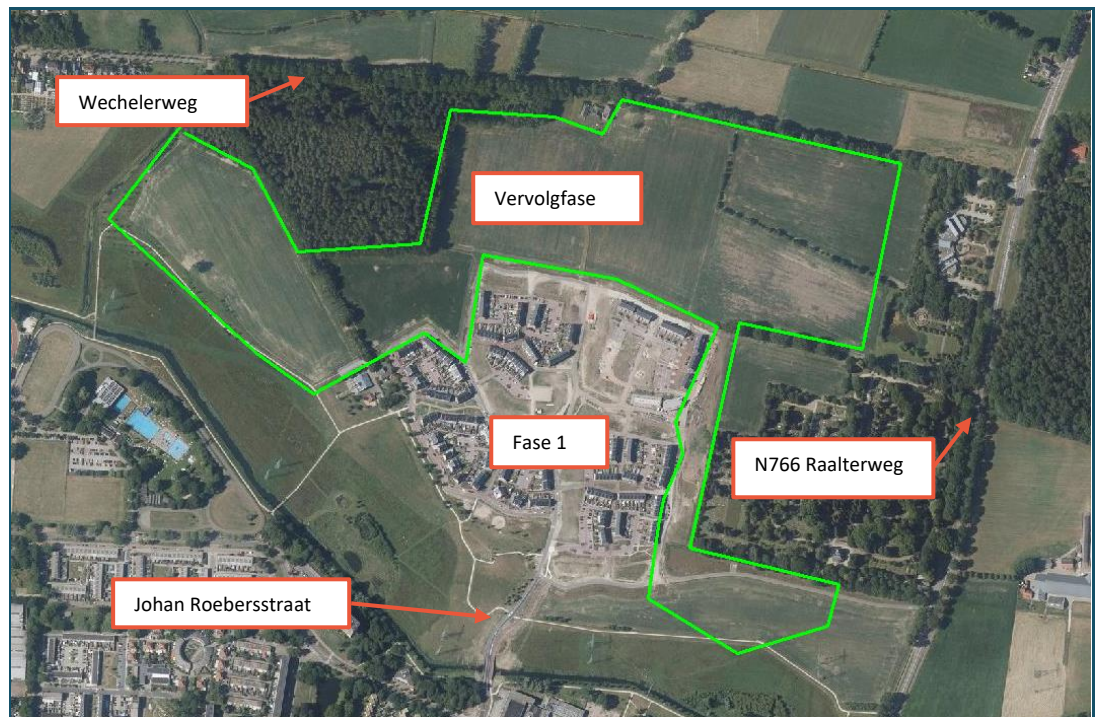 Wechelerweg
Vervolgfase
Fase 1
N766 Raalterweg
Johan Roebersstraat